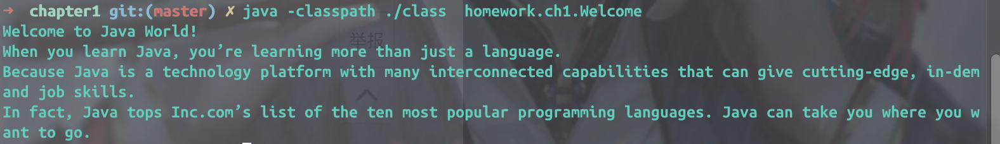 ➜  chapter1 git:(master) ✗ java -classpath ./class  homework.ch1.Welcome
Welcome to Java World!
When you learn Java, you’re learning more than just a language.
Because Java is a technology platform with many interconnected capabilities that can give cutting-edge, in-dem
and job skills.
In fact, Java tops Inc.com’s list of the ten most popular programming languages. Java can take you where you w
ant to go.
举报